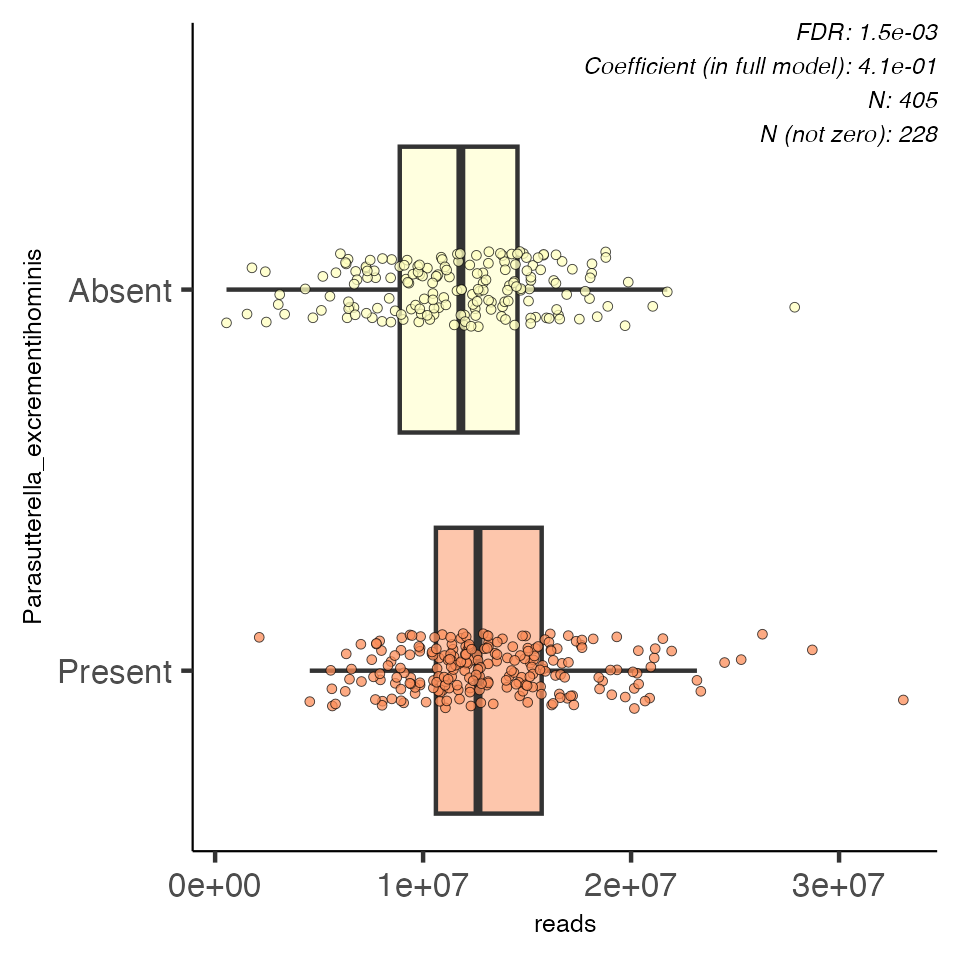 FDR: 1.5e-03
Coefficient (in full model): 4.1e-01
N: 405
N (not zero): 228
Parasutterella_excrementihominis
Absent
Present
0e+00 1e+07 2e+07 3e+07
reads